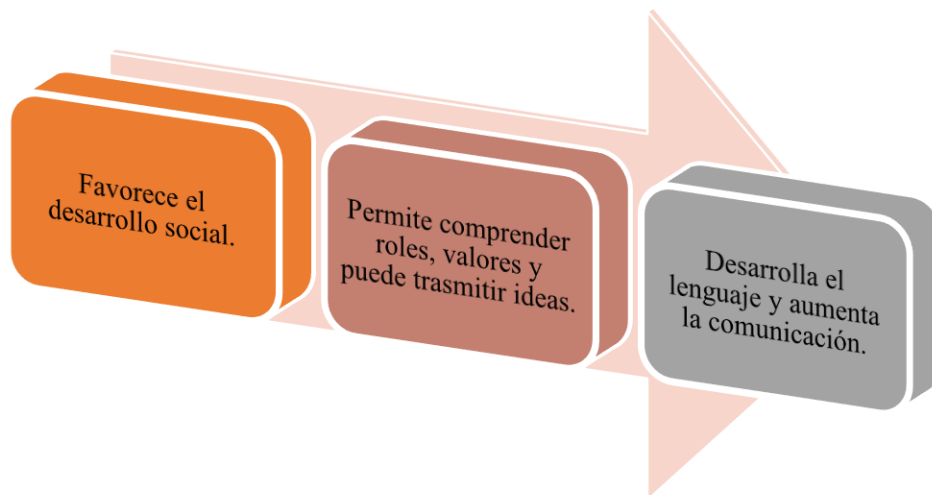 Favorece el
desarrollo social.
Permite comprender
roles, valores y
puede trasmitir ideas.
Desarrolla el
lenguaje y aumenta
la comunicación.